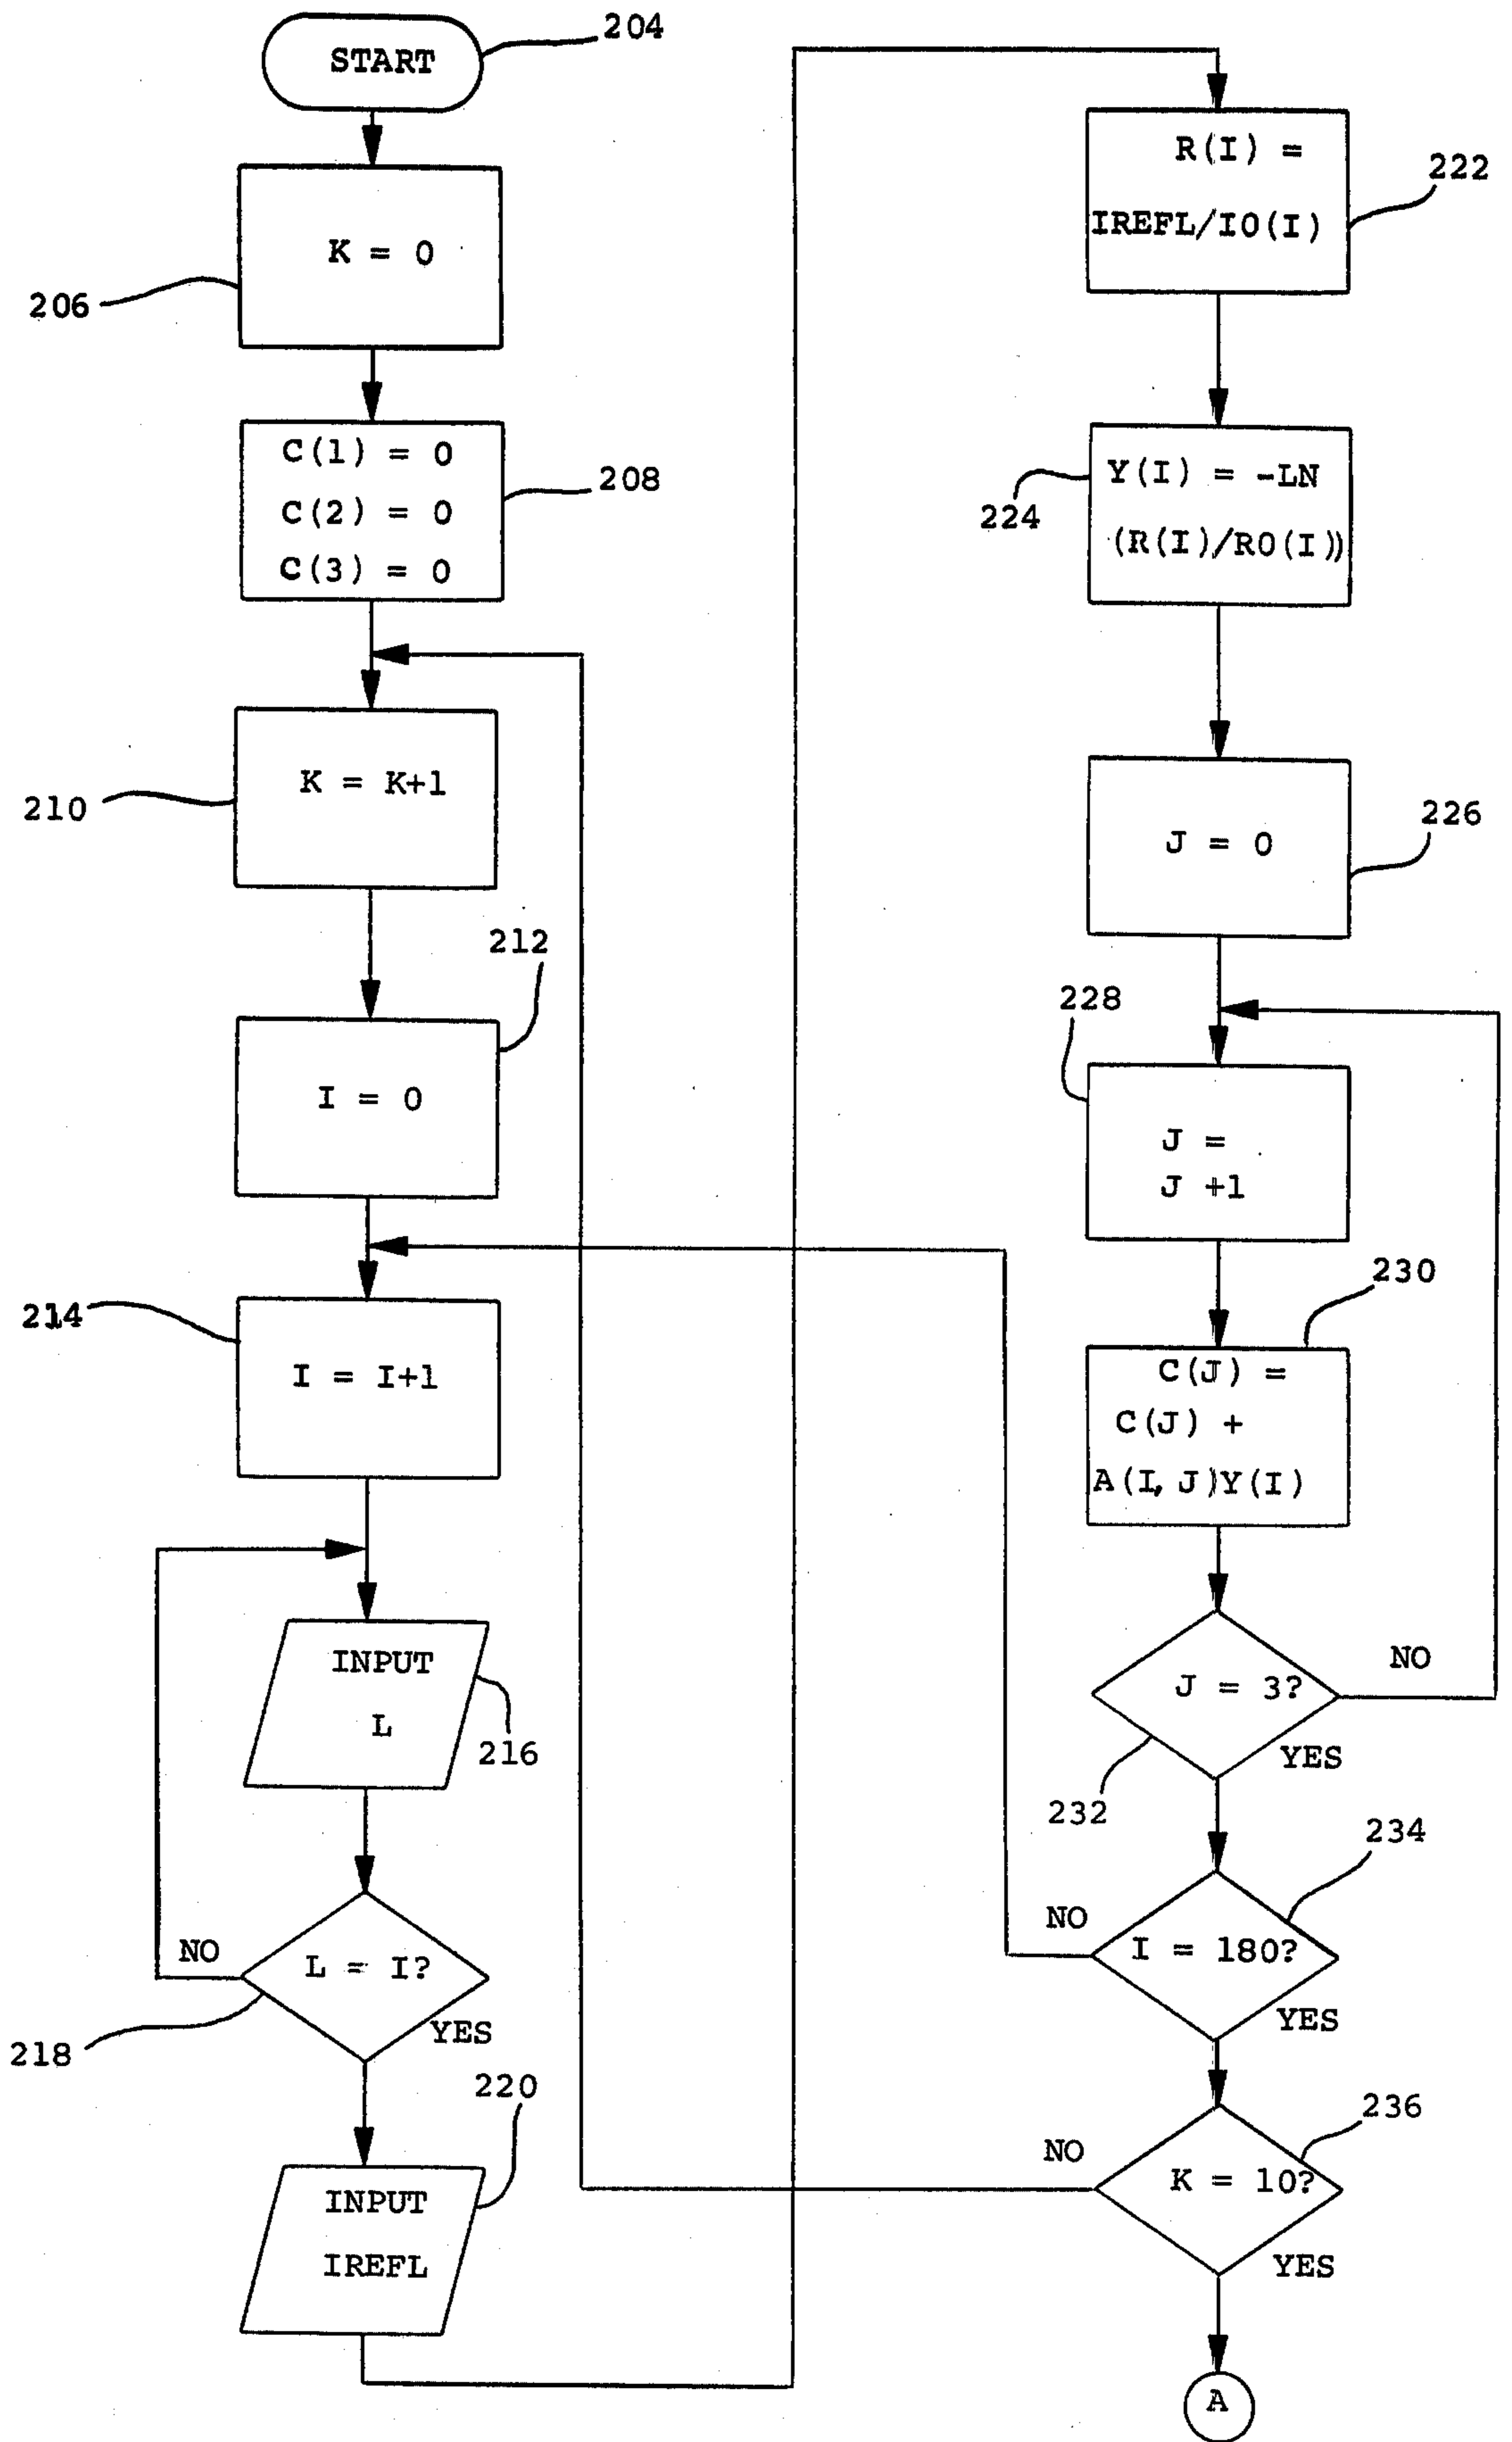 START
204
K = 0
206
C(1) = 0
C(2) = 0
C(3) = 0
208
K = K+1
210
212
I = 0
214
I = I+1
INPUT
L
216
L = I?
NO
YES
218
220
INPUT
IREFL
R(I) =
IREFL/I0(I)
222
Y(I) = -LN
(R(I)/R0(I))
224
J = 0
226
228
J =
J +1
230
C(J) =
C(J) +
A(I,J)Y(I)
J = 3?
NO
YES
232
234
I = 180?
NO
YES
236
K = 10?
NO
YES
A